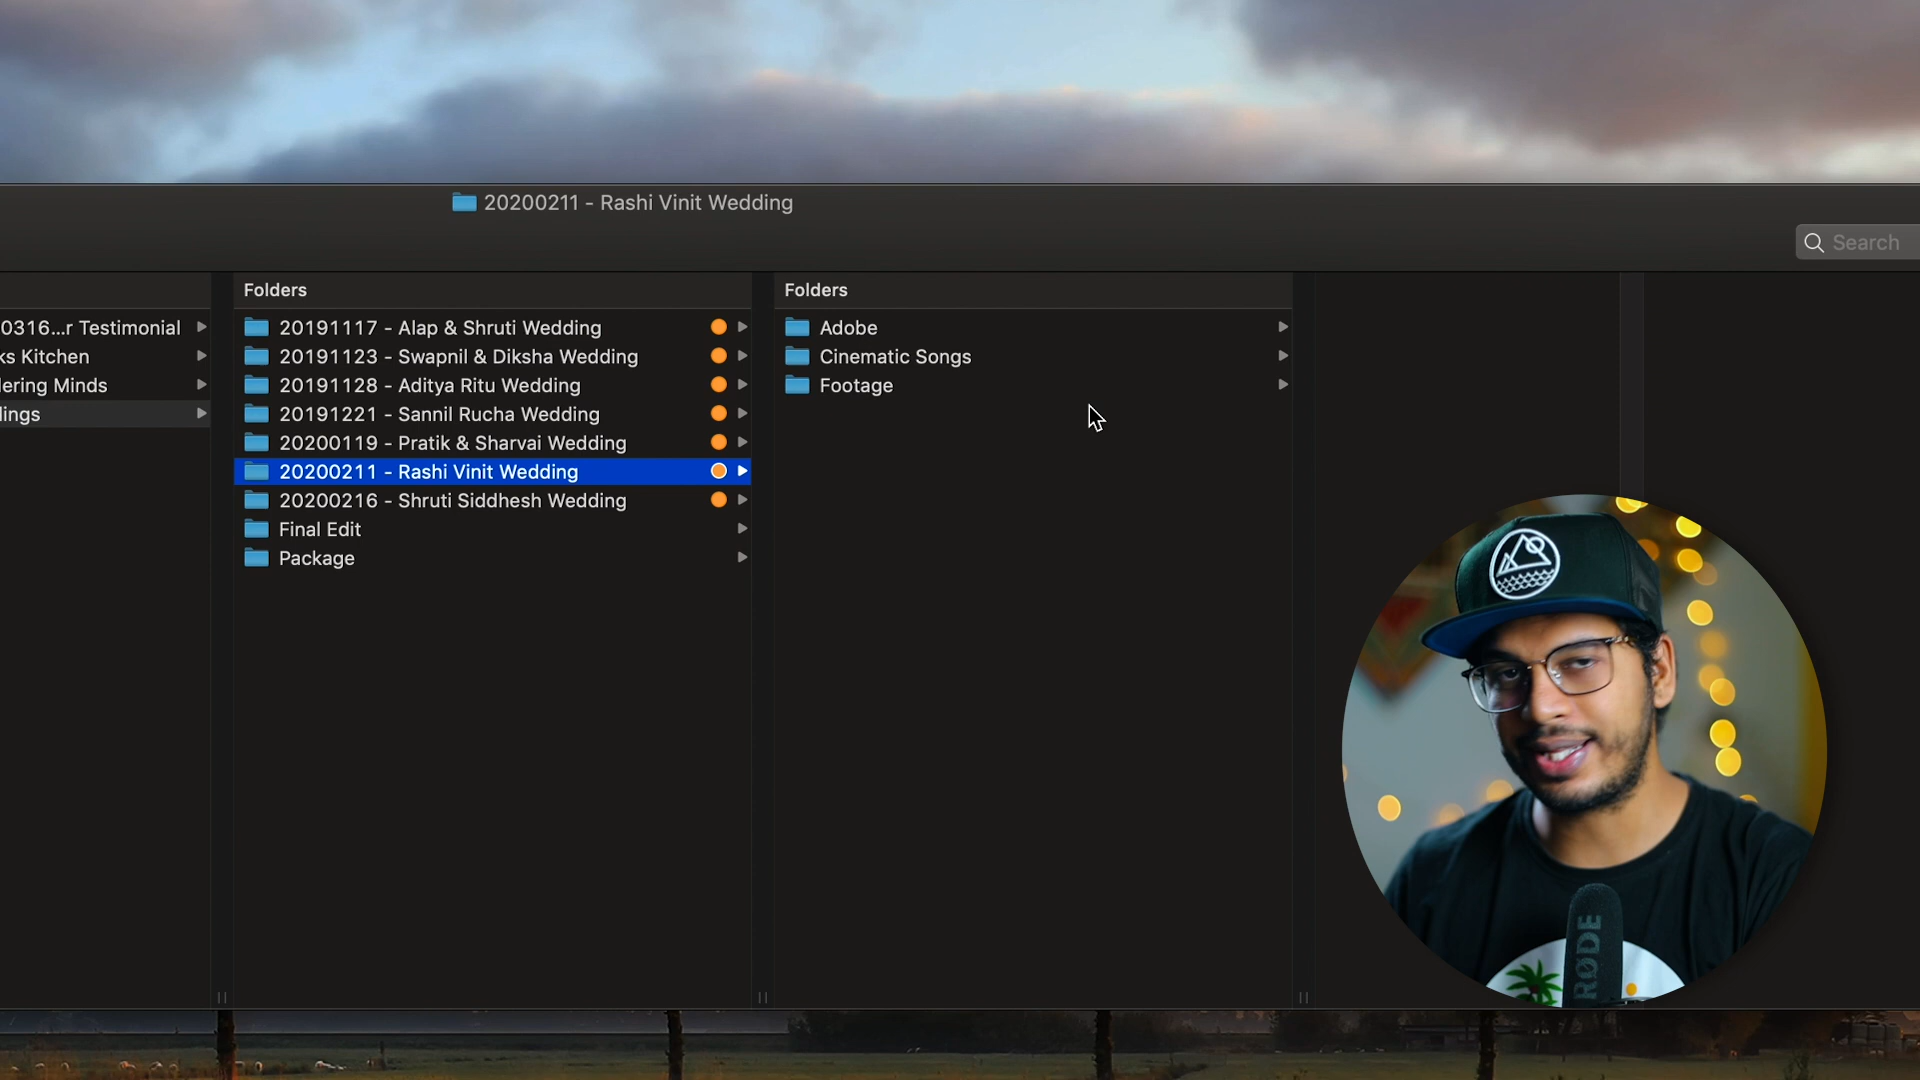 20200211 - Rashi Vinit Wedding
Search
0316...r Testimonial
ks Kitchen
lering Minds
lings
Folders
20191117 - Alap & Shruti Wedding
20191123 - Swapnil & Diksha Wedding
20191128 - Aditya Ritu Wedding
20191221 - Sannil Rucha Wedding
20200119 - Pratik & Sharvai Wedding
20200211 - Rashi Vinit Wedding
20200216 - Shruti Siddhesh Wedding
Final Edit
Package
Folders
Adobe
Cinematic Songs
Footage
RØDE